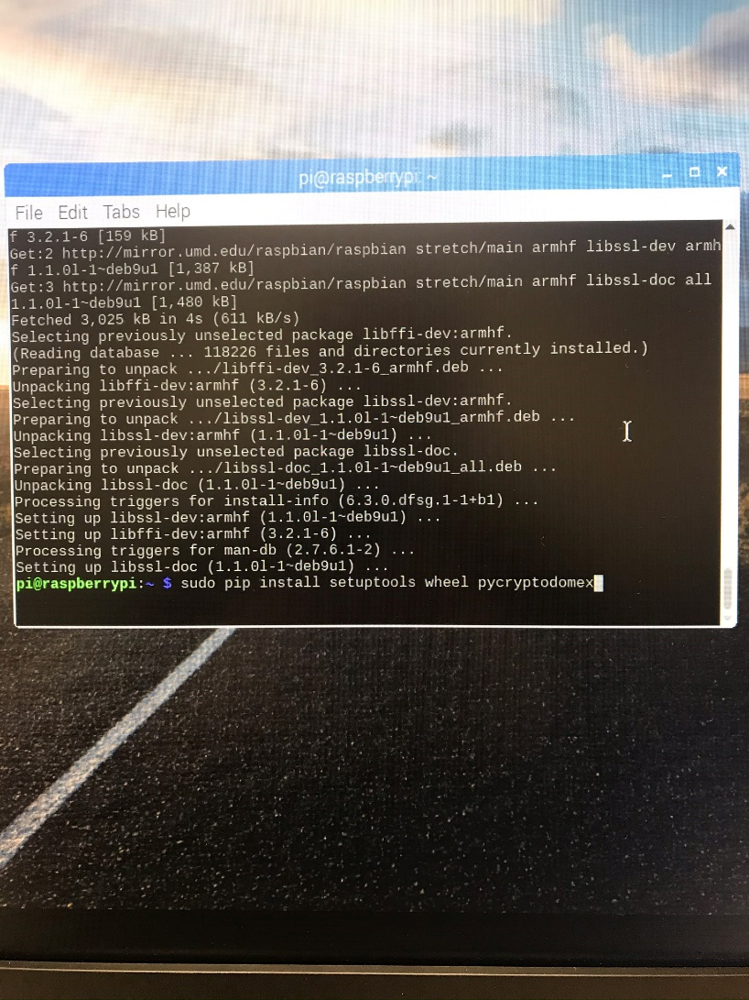 pi@raspberrypi: ~
File Edit Tabs Help
f 3.2.1-6 [159 kB]
Get:2 http://mirror.umd.edu/raspbian/raspbian stretch/main armhf libssl-dev armh
f 1.1.0l-1~deb9u1 [1,387 kB]
Get:3 http://mirror.umd.edu/raspbian/raspbian stretch/main armhf libssl-doc all
1.1.0l-1~deb9u1 [1,480 kB]
Fetched 3,025 kB in 4s (611 kB/s)
Selecting previously unselected package libffi-dev:armhf.
(Reading database ... 118226 files and directories currently installed.)
Preparing to unpack .../libffi-dev_3.2.1-6_armhf.deb ...
Unpacking libffi-dev:armhf (3.2.1-6) ...
Selecting previously unselected package libssl-dev:armhf.
Preparing to unpack .../libssl-dev_1.1.0l-1~deb9u1_armhf.deb ...
Unpacking libssl-dev:armhf (1.1.0l-1~deb9u1) ...
Selecting previously unselected package libssl-doc.
Preparing to unpack .../libssl-doc_1.1.0l-1~deb9u1_all.deb ...
Unpacking libssl-doc (1.1.0l-1~deb9u1) ...
Processing triggers for install-info (6.3.0.dfsg.1-1+b1) ...
Setting up libssl-dev:armhf (1.1.0l-1~deb9u1) ...
Setting up libffi-dev:armhf (3.2.1-6) ...
Processing triggers for man-db (2.7.6.1-2) ...
Setting up libssl-doc (1.1.0l-1~deb9u1) ...
pi@raspberrypi:~ $ sudo pip install setuptools wheel pycryptodomex